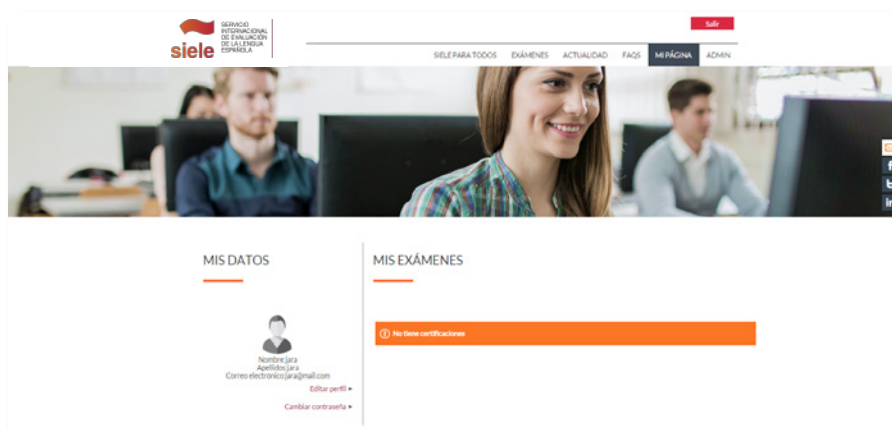 siele
SERVICIO
INTERNACIONAL
DE EVALUACIÓN
DE LA LENGUA
ESPAÑOLA
Salir
SIELE PARA TODOS EXÁMENES ACTUALIDAD FAQS MI PÁGINA ADMIN
MIS DATOS
Nombre: jara
Apellidos: jara
Correo electrónico: jara@mail.com
Editar perfil
Cambiar contraseña
MIS EXÁMENES
No tiene certificaciones